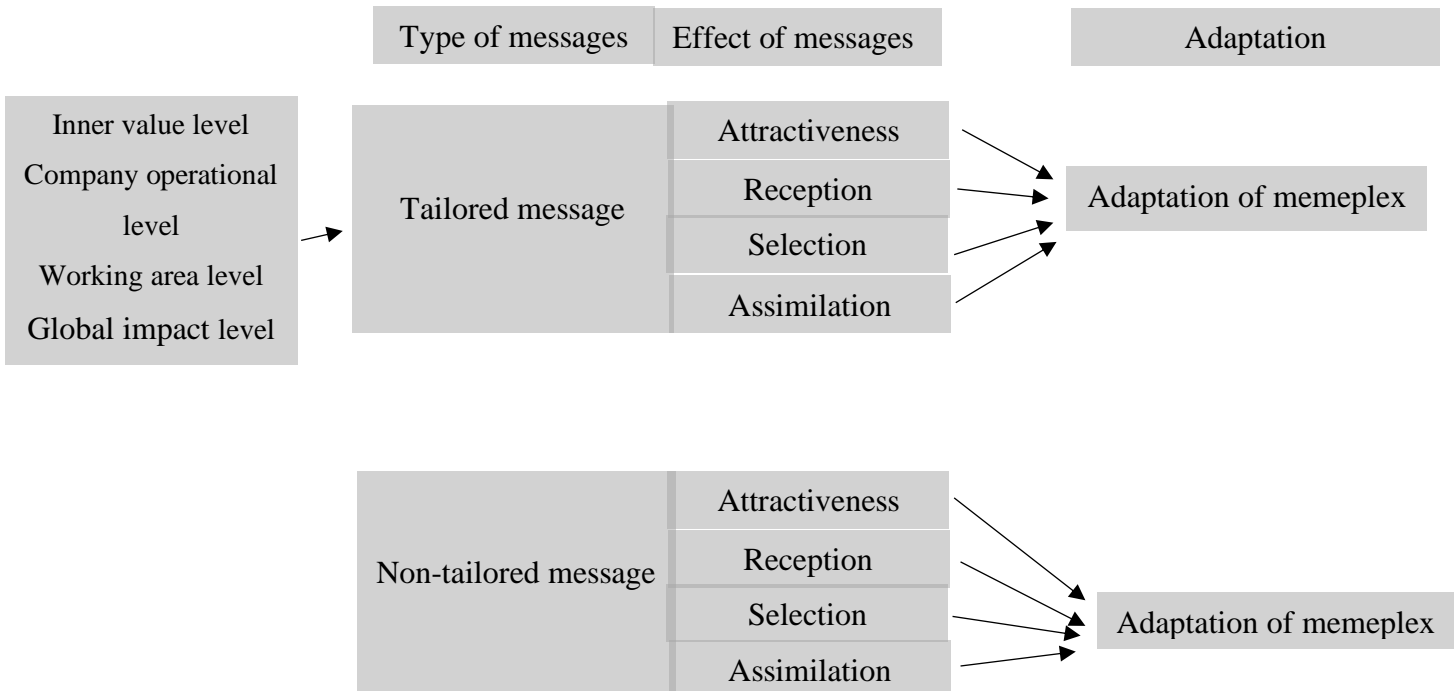 Type of messages
Effect of messages
Adaptation
Inner value level
Company operational
level
Working area level
Global impact level
Tailored message
Attractiveness
Reception
Selection
Assimilation
Adaptation of memeplex
Non-tailored message
Attractiveness
Reception
Selection
Assimilation
Adaptation of memeplex